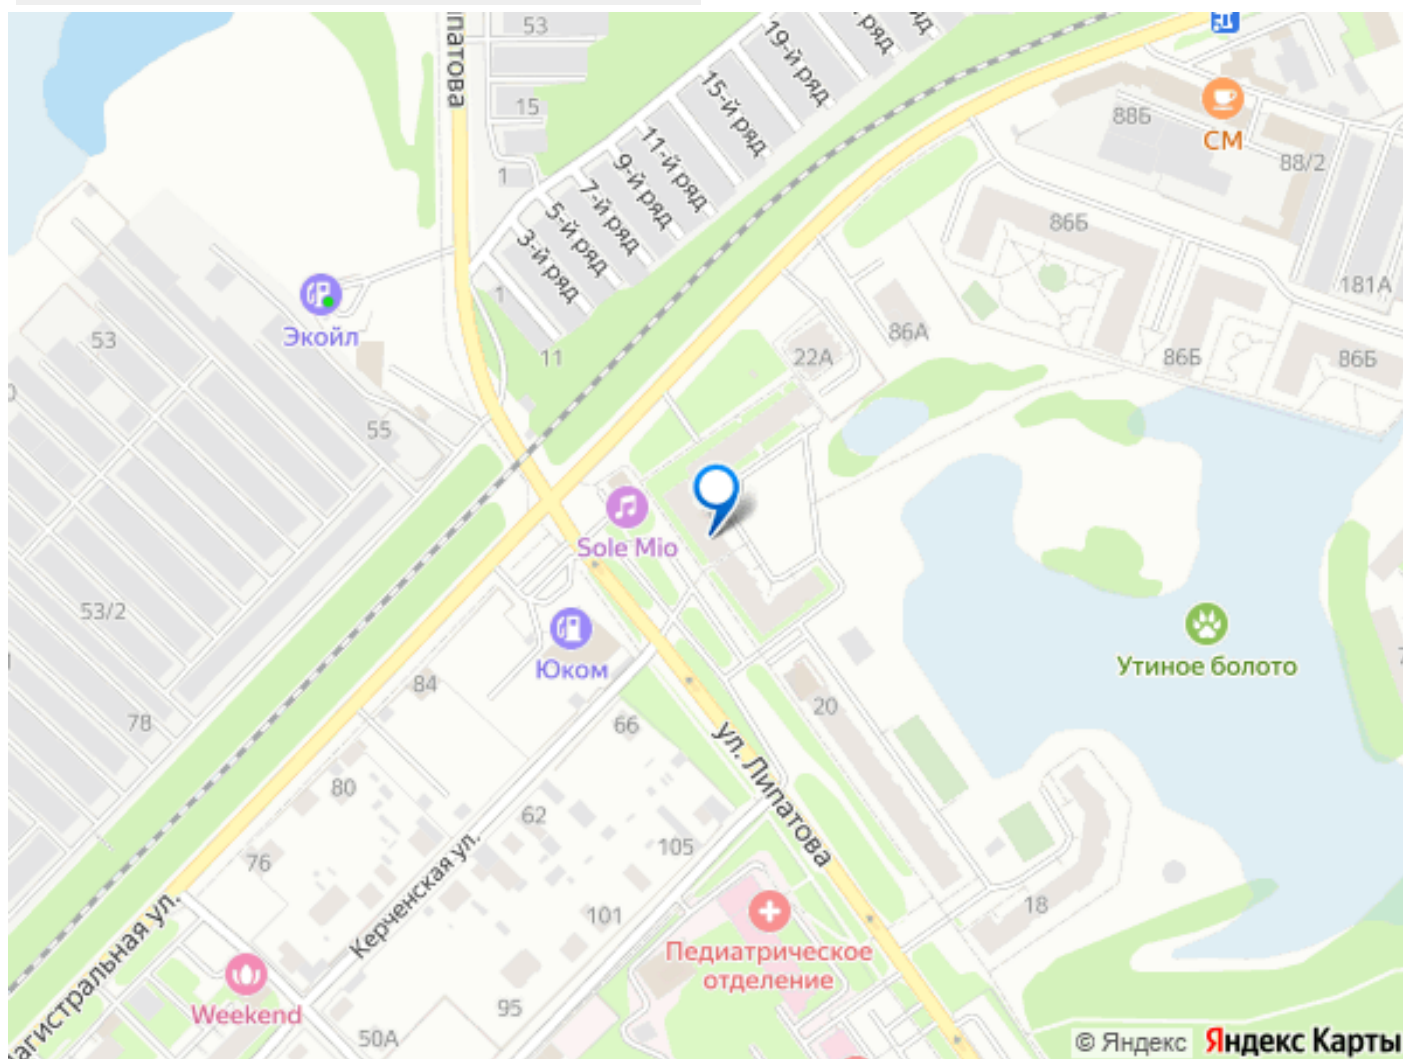 53
патова
15
19-й ряд
ряд
ряд
15-й ряд
11-й ряд
9-й ряд
7-й ряд
5-й ряд
3-й ряд
1
1
11
88Б
СМ
88/2
86Б
181А
86А
22А
86Б
86Б
Экойл
53
55
Sole Mio
53/2
Юком
Утиное болото
84
78
66
20
ул. Липатова
80
62
76
105
Керченская ул.
101
18
Педиатрическое
отделение
Weekend
95
50А
агистральная ул.
© Яндекс
Яндекс Карты